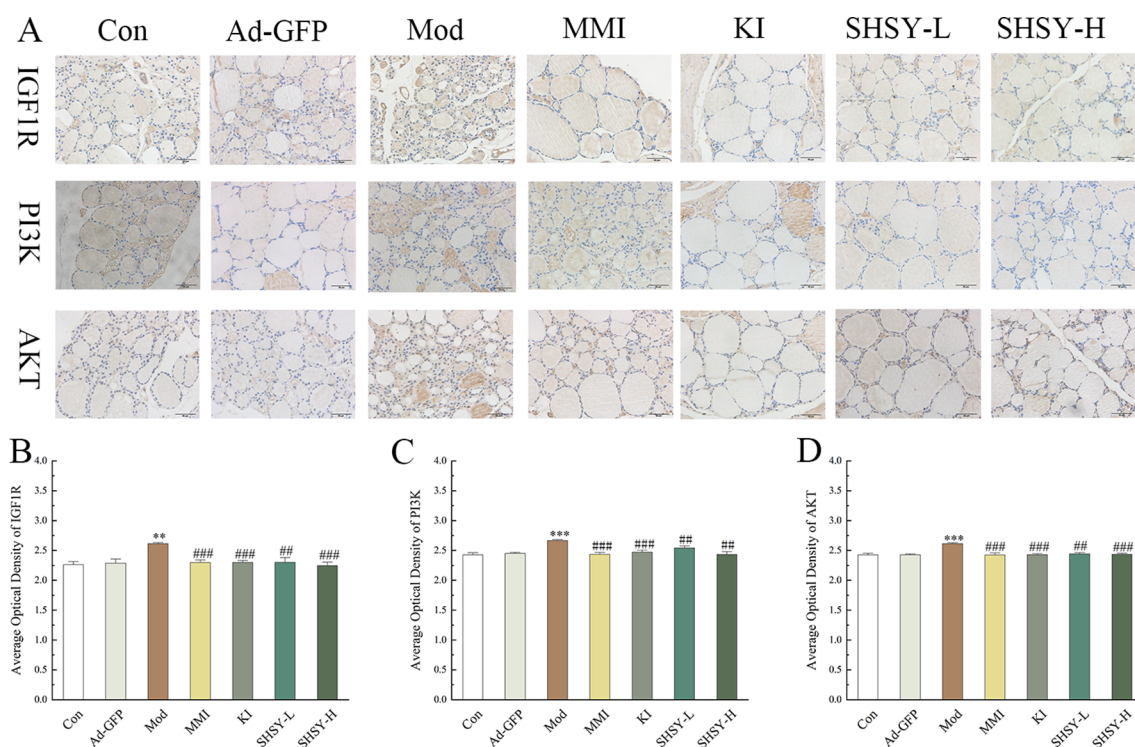 A
Con Ad-GFP Mod MMI KI SHSY-L SHSY-H
IGF1R
PI3K
AKT
B
Average Optical Density of IGF1R
4.0
3.5
3.0
2.5
2.0
1.5
1.0
0.5
0.0
** ### ### ## ###
Con Ad-GFP Mod MMI KI SHSY-L SHSY-H
C
Average Optical Density of PI3K
4.0
3.5
3.0
2.5
2.0
1.5
1.0
0.5
0.0
*** ### ### ## ##
Con Ad-GFP Mod MMI KI SHSY-L SHSY-H
D
Average Optical Density of AKT
4.0
3.5
3.0
2.5
2.0
1.5
1.0
0.5
0.0
*** ### ### ## ###
Con Ad-GFP Mod MMI KI SHSY-L SHSY-H